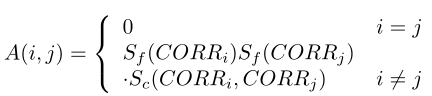 0 i = j
A(i, j) = { S_f(CORR_i)S_f(CORR_j)
·S_c(CORR_i, CORR_j) i ≠ j